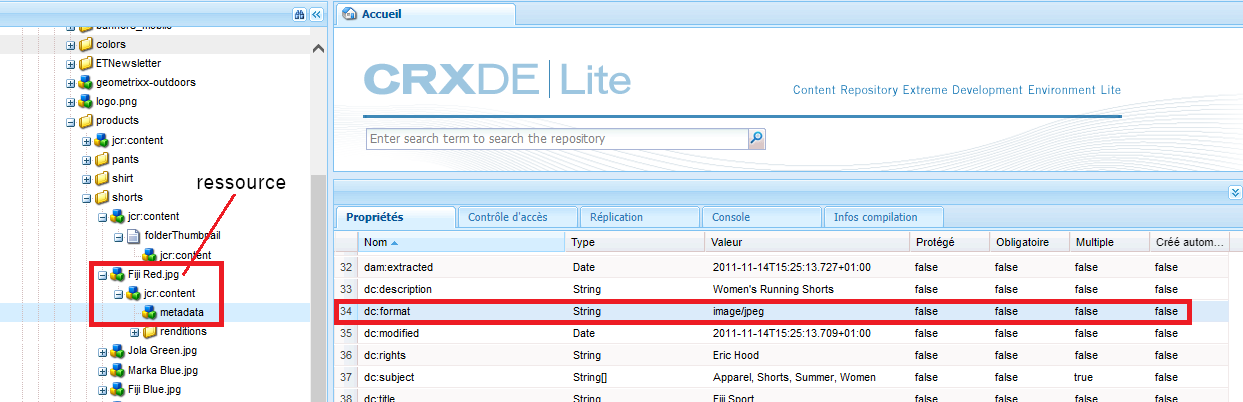 banners_mobile
colors
ETNewsletter
geometrixx-outdoors
logo.png
products
jcr:content
pants
shirt
shorts
jcr:content
folderThumbnail
jcr:content
Fiji Red.jpg
jcr:content
metadata
renditions
Jola Green.jpg
Marka Blue.jpg
Fiji Blue.jpg
ressource
Accueil
CRXDE Lite
Content Repository Extreme Development Environment Lite
Enter search term to search the repository
Propriétés Contrôle d'accès Réplication Console Infos compilation
Nom Type Valeur Protégé Obligatoire Multiple Créé autom...
32 dam:extracted Date 2011-11-14T15:25:13.727+01:00 false false false false
33 dc:description String Women's Running Shorts false false false false
34 dc:format String image/jpeg false false false false
35 dc:modified Date 2011-11-14T15:25:13.709+01:00 false false false false
36 dc:rights String Eric Hood false false false false
37 dc:subject String[] Apparel, Shorts, Summer, Women false false true false
38 dc:title String Fiji Sport false false false false